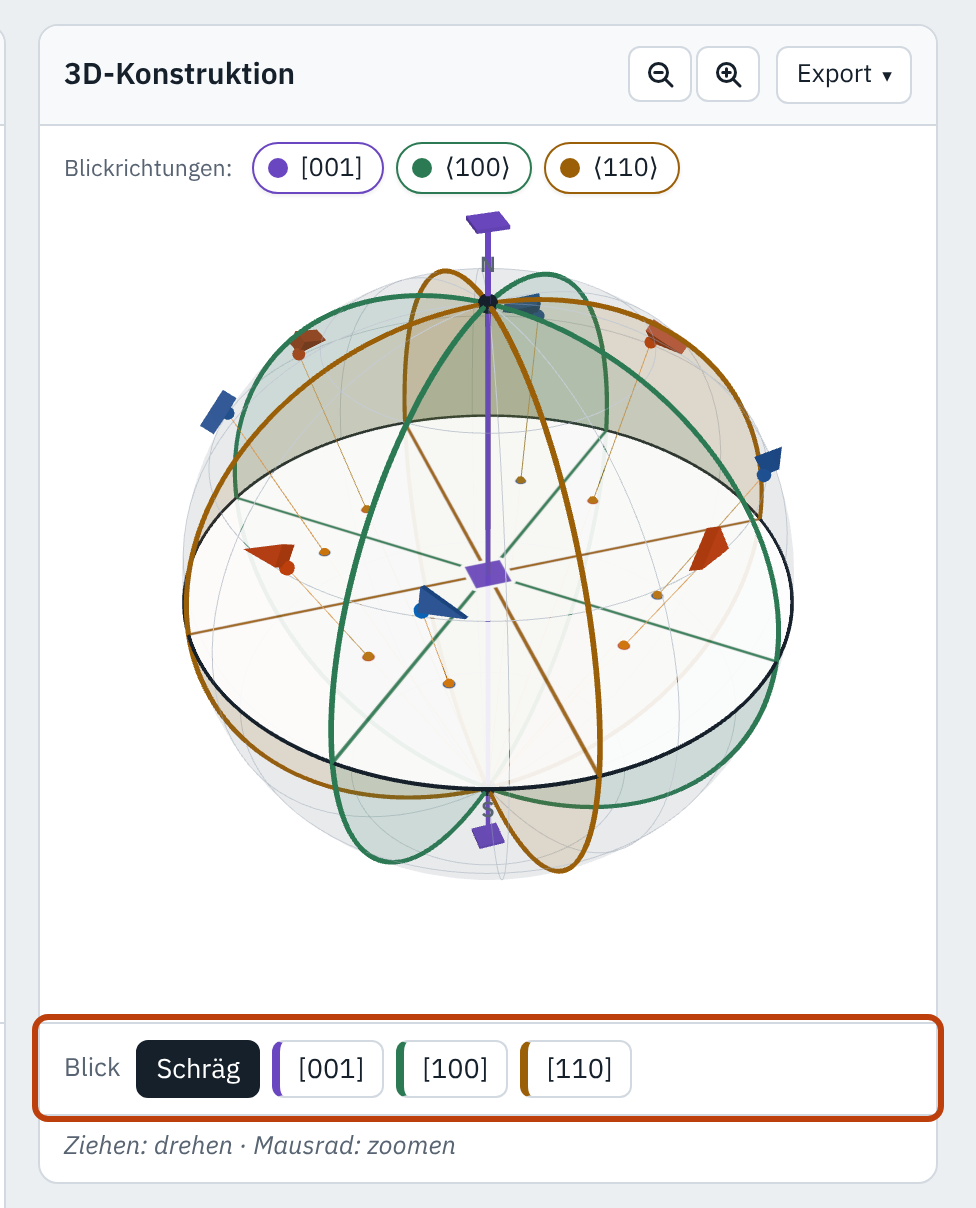 3D-Konstruktion
Export ▾
Blickrichtungen: [001] ⟨100⟩ ⟨110⟩
N
S
Blick Schräg [001] [100] [110]
Ziehen: drehen · Mausrad: zoomen